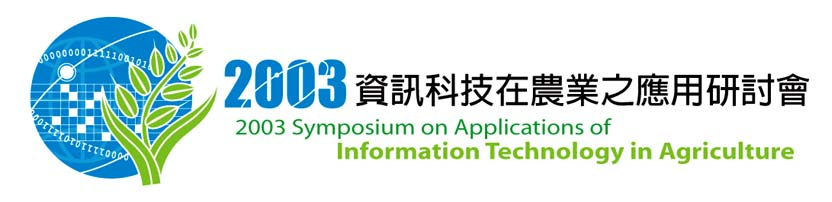 0000000011111001010
2003 資訊科技在農業之應用研討會
2003 Symposium on Applications of
Information Technology in Agriculture